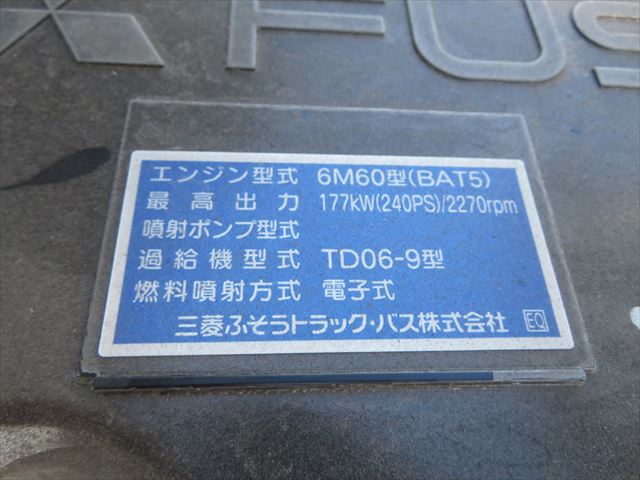 FUS
エンジン型式 6M60型(BAT5)
最高出力 177kW(240PS)/2270rpm
噴射ポンプ型式
過給機型式 TD06-9型
燃料噴射方式 電子式
三菱ふそうトラック・バス株式会社 EQ